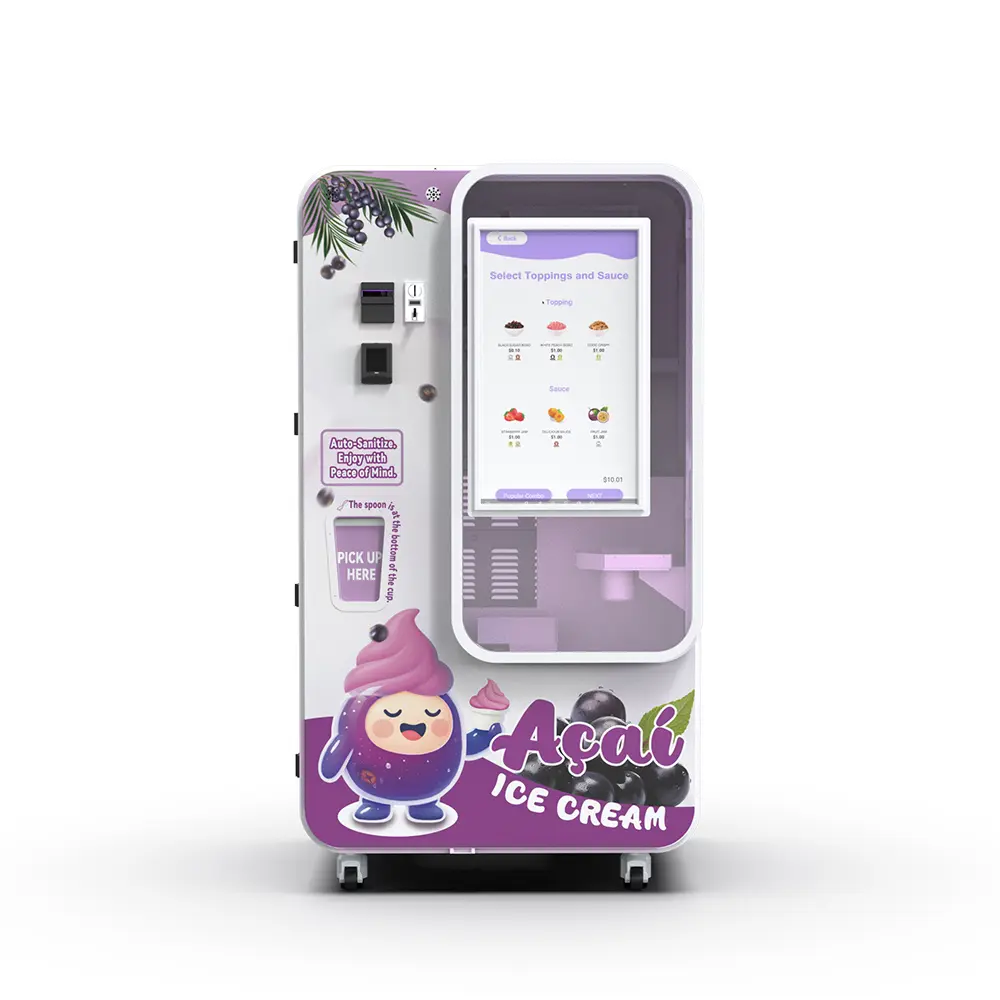 Back
Select Toppings and Sauce
Topping
$1.00
$1.00
Sauce
$1.00
$1.00
$1.00
$10.01
Popular Combo
NEXT
Auto-Sanitize.
Enjoy with
Peace of Mind.
The spoon is at the bottom of the cup.
PICK UP
HERE
Açaí
ICE CREAM